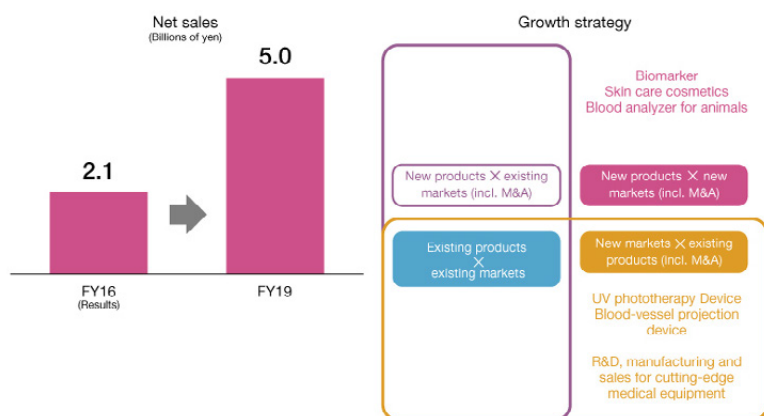 Net sales
(Billions of yen)
2.1
5.0
FY16
(Results)
FY19
Growth strategy
Biomarker
Skin care cosmetics
Blood analyzer for animals
New products × existing
markets (incl. M&A)
New products × new
markets (incl. M&A)
Existing products
×
existing markets
New markets × existing
products (incl. M&A)
UV phototherapy Device
Blood-vessel projection
device
R&D, manufacturing and
sales for cutting-edge
medical equipment